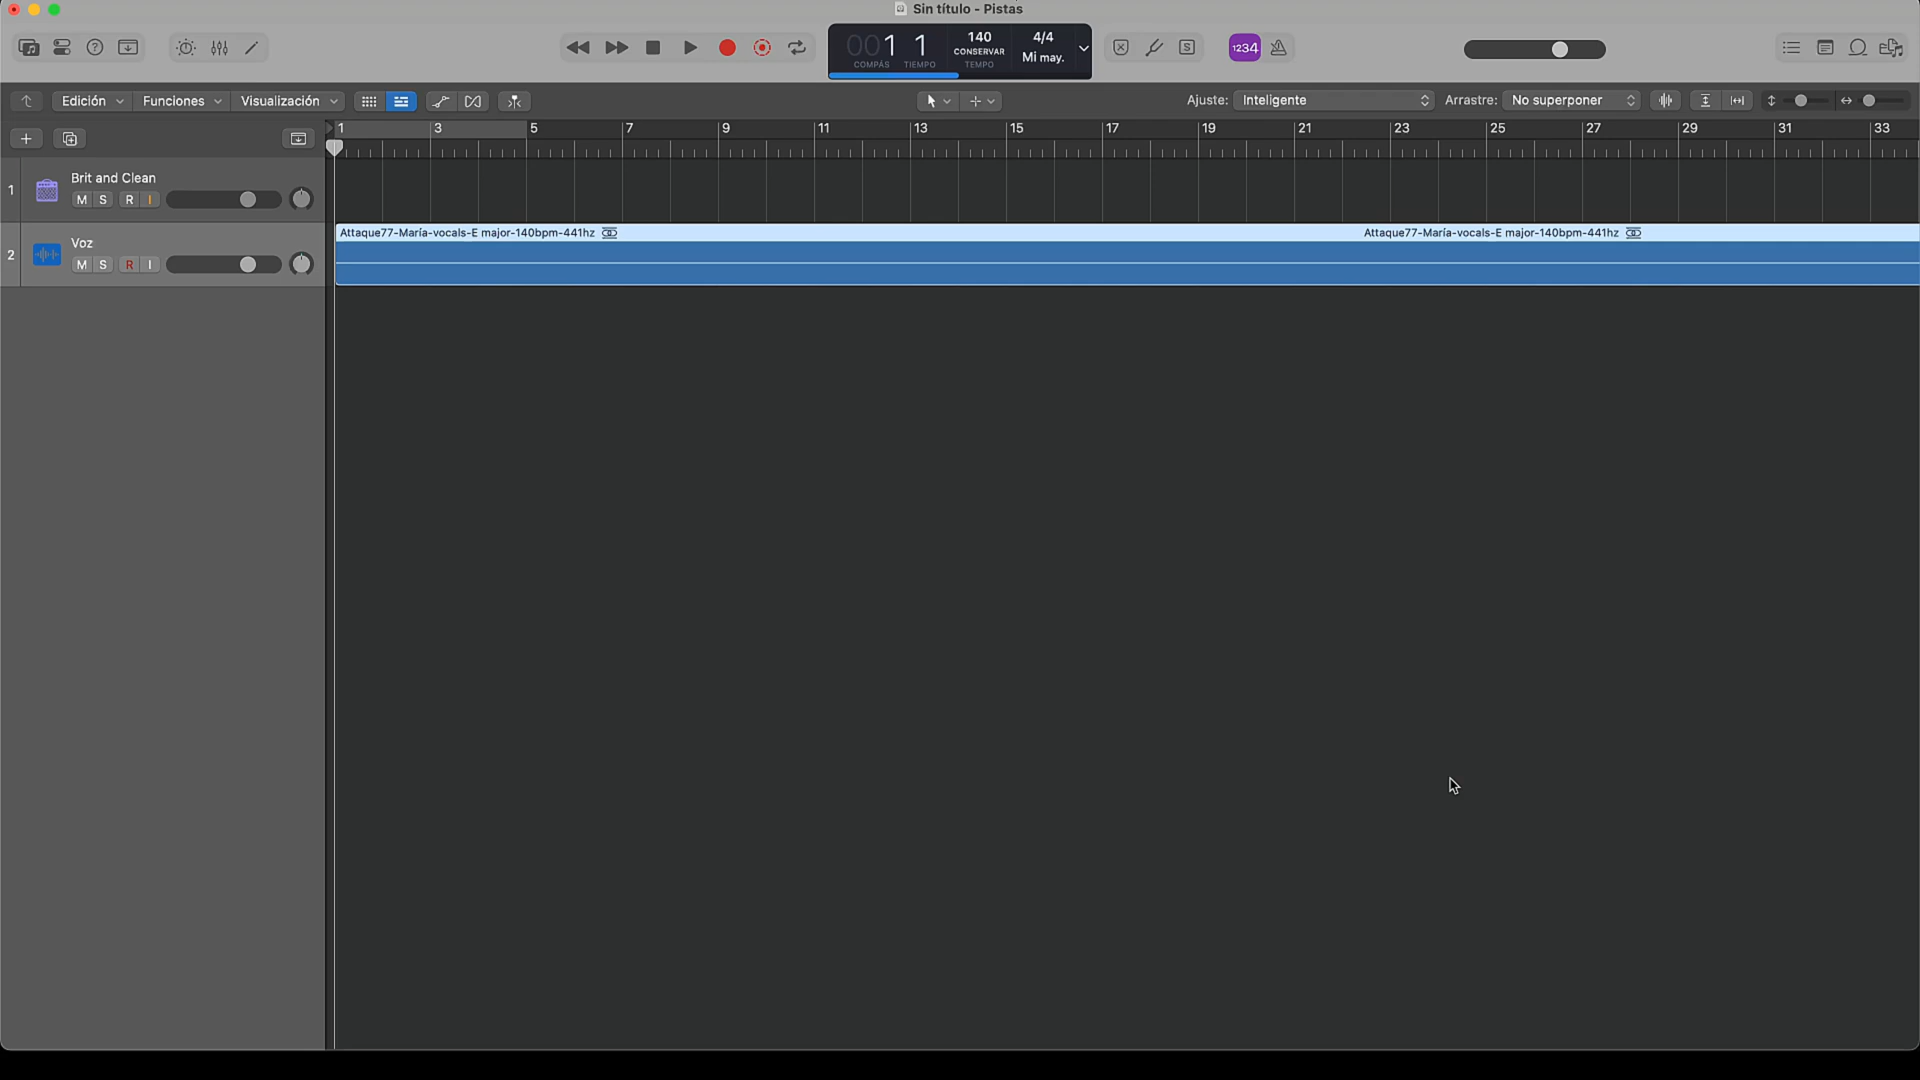 Sin título - Pistas
001 1
COMPÁS TIEMPO
140
CONSERVAR
TEMPO
4/4
Mi may.
S
1234
Edición
Funciones
Visualización
Ajuste: Inteligente
Arrastre: No superponer
1 3 5 7 9 11 13 15 17 19 21 23 25 27 29 31 33
1
Brit and Clean
M S R I
2
Voz
M S R I
Attaque77-María-vocals-E major-140bpm-441hz
Attaque77-María-vocals-E major-140bpm-441hz